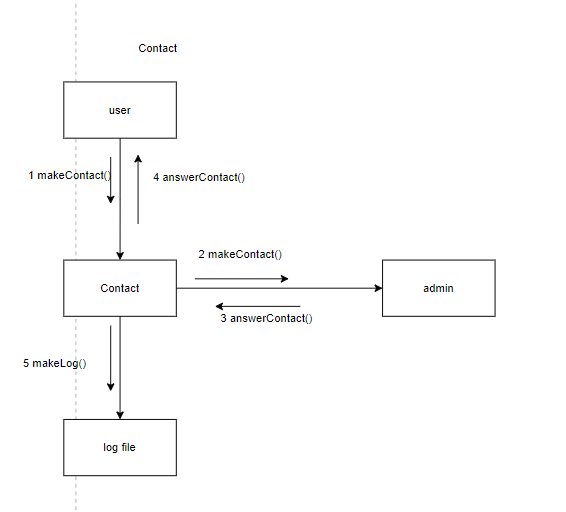 Contact
user
1 makeContact()
4 answerContact()
2 makeContact()
Contact
admin
3 answerContact()
5 makeLog()
log file